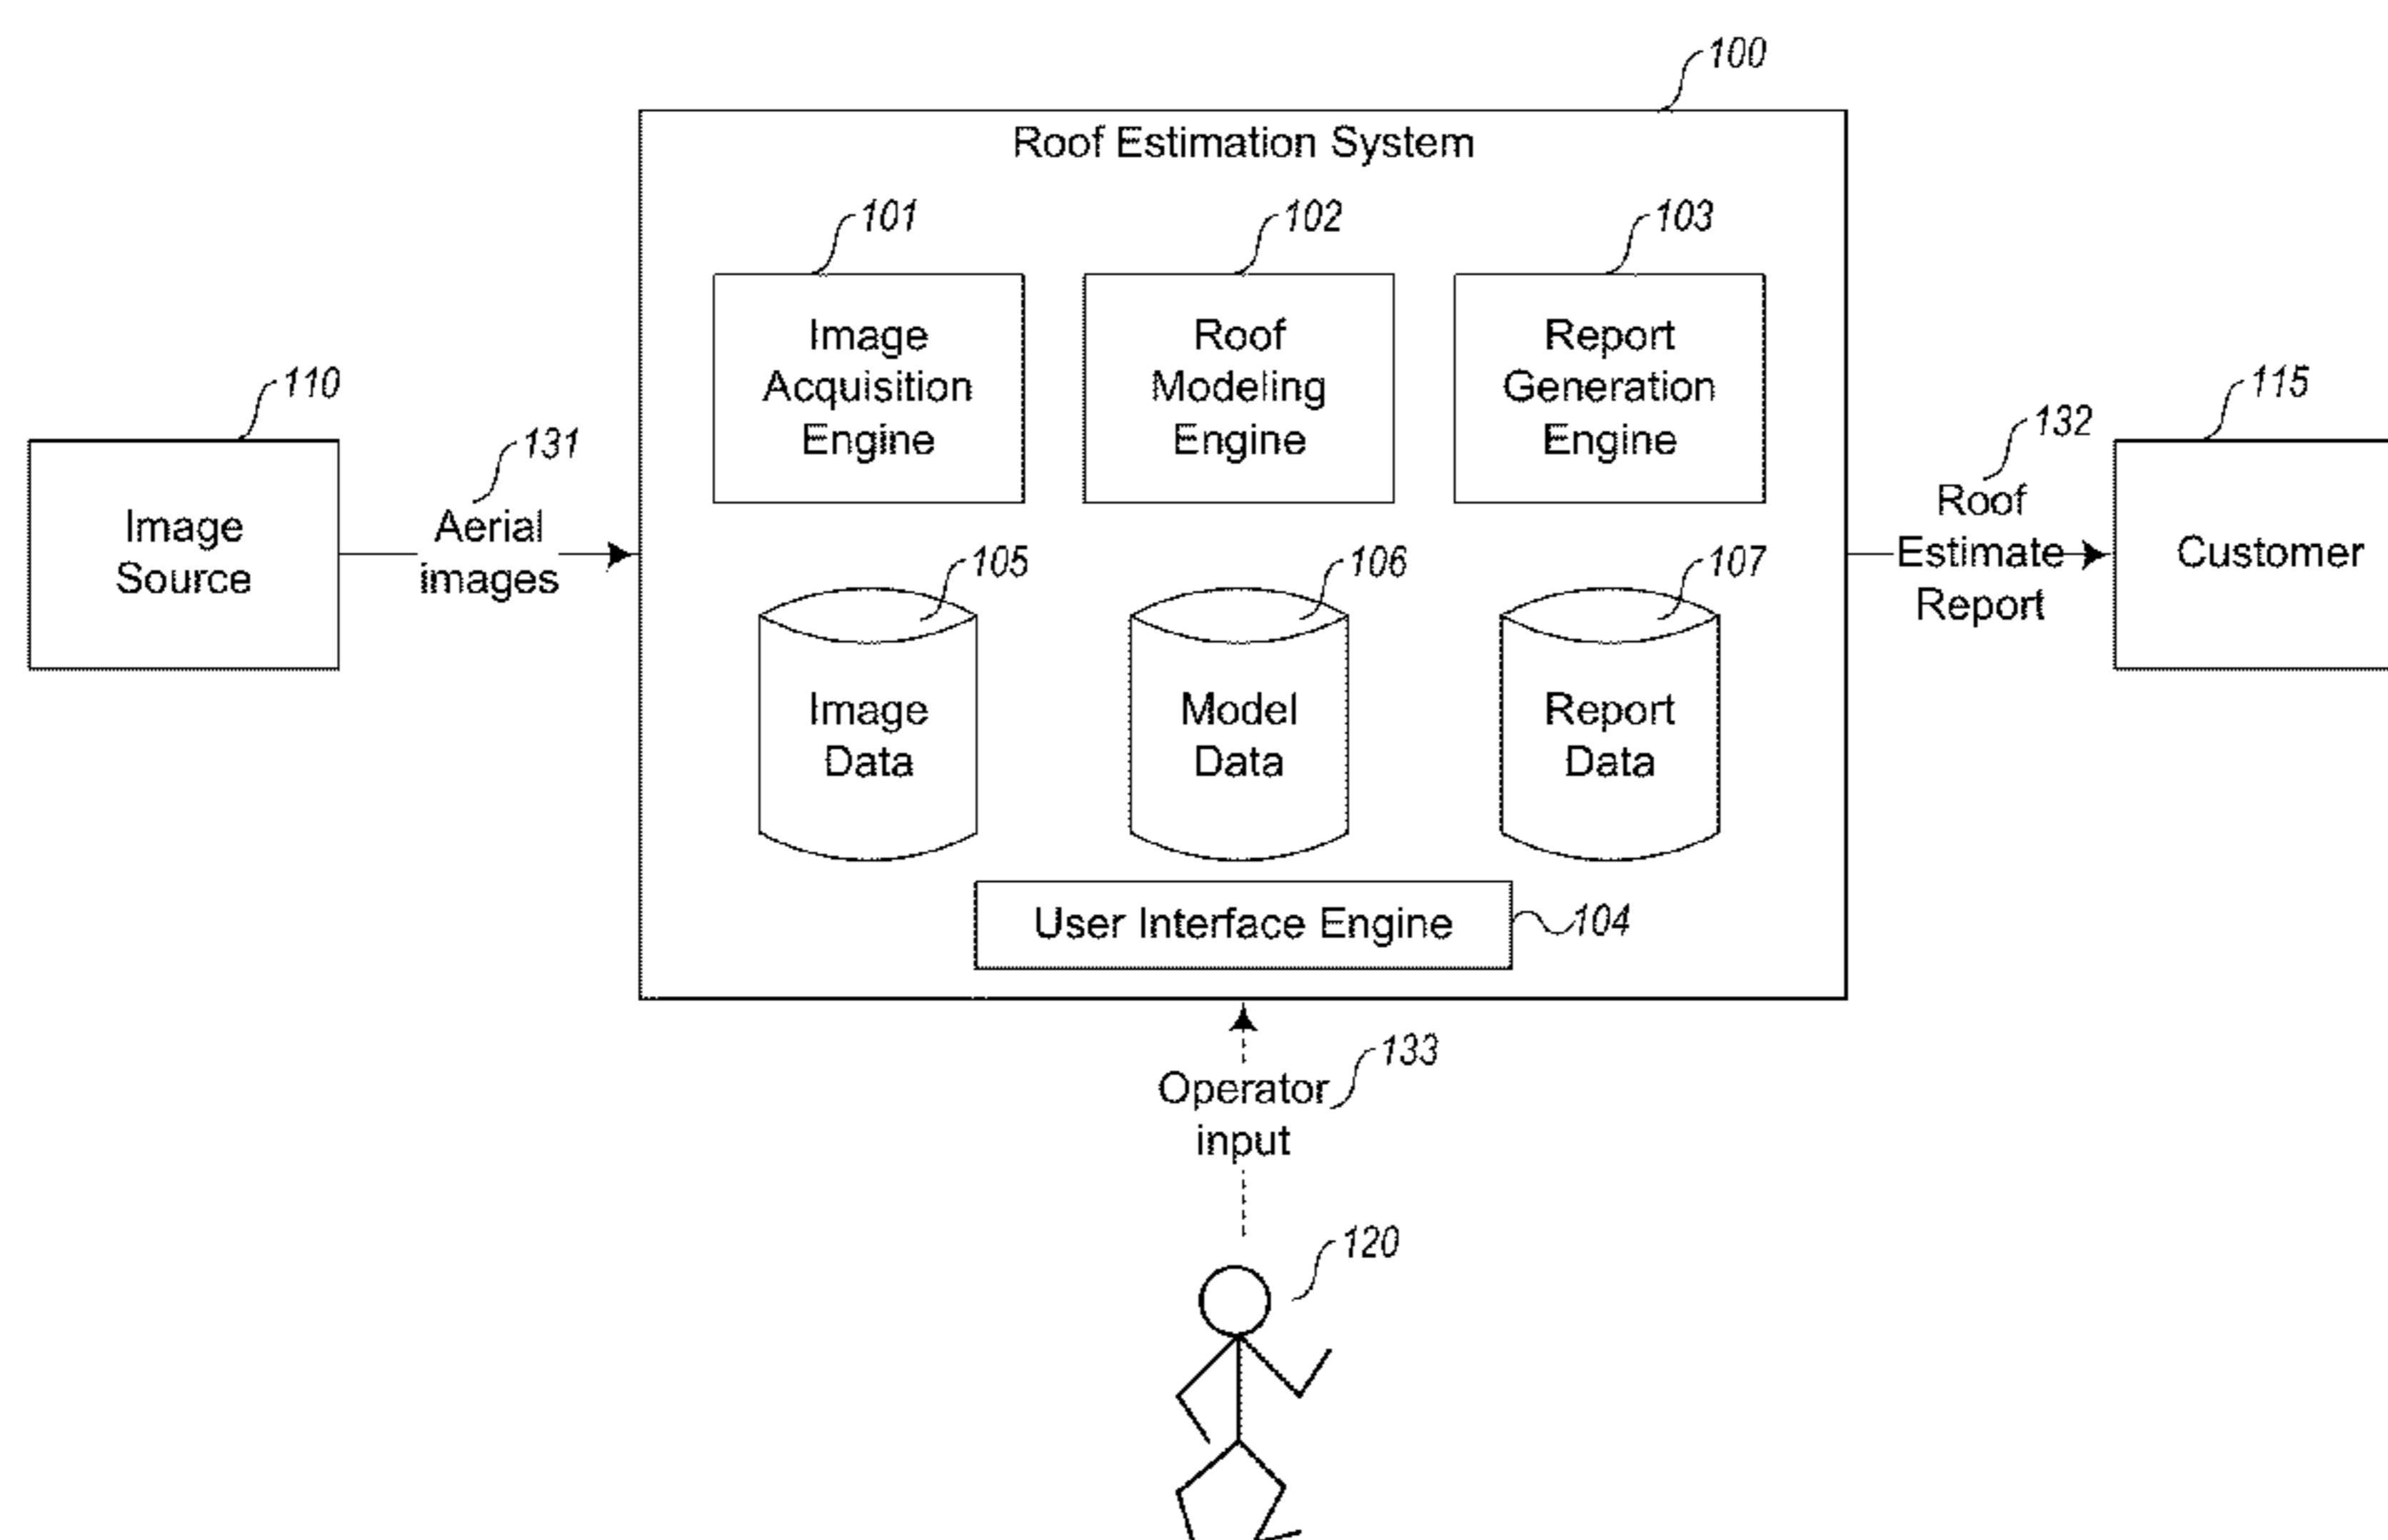 100
Roof Estimation System
101
102
103
Image
Acquisition
Engine
Roof
Modeling
Engine
Report
Generation
Engine
110
Image
Source
131
Aerial
images
132
Roof
Estimate
Report
115
Customer
105
Image
Data
106
Model
Data
107
Report
Data
User Interface Engine
104
133
Operator
input
120